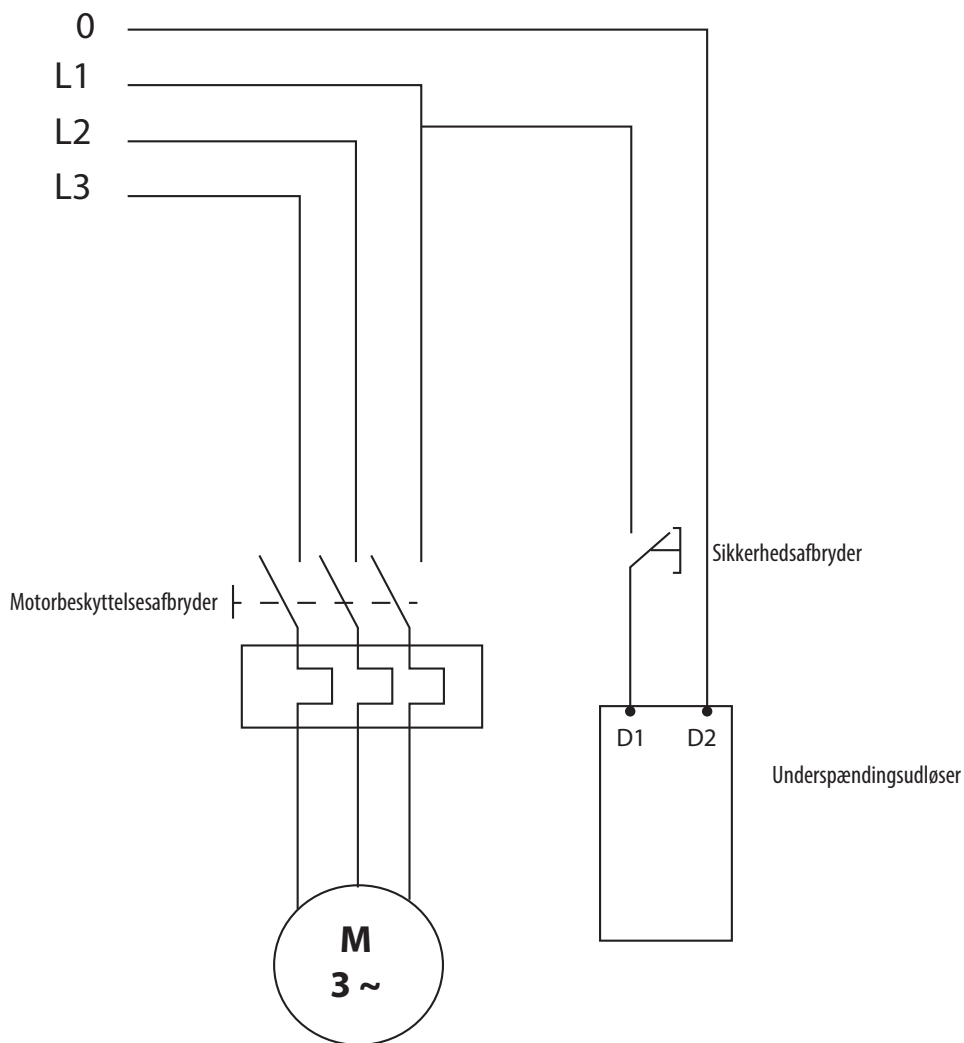 0
L1
L2
L3
Sikkerhedsafbryder
Motorbeskyttelsesafbryder
D1 D2
Underspændingsudløser
M
3 ~